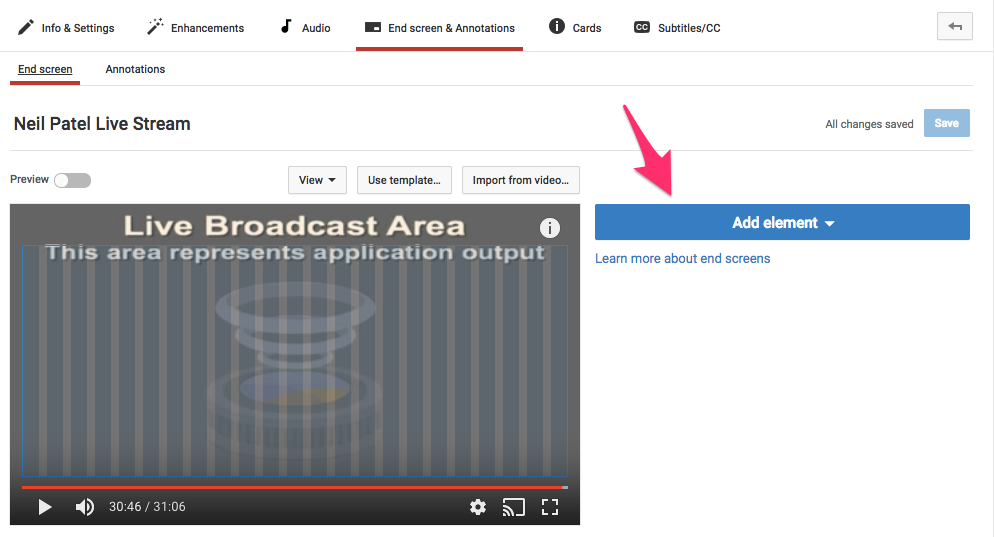 Info & Settings
Enhancements
Audio
End screen & Annotations
Cards
CC Subtitles/CC
End screen
Annotations
Neil Patel Live Stream
All changes saved
Save
Preview
View
Use template...
Import from video...
Live Broadcast Area
This area represents application output
Add element
Learn more about end screens
30:46 / 31:06